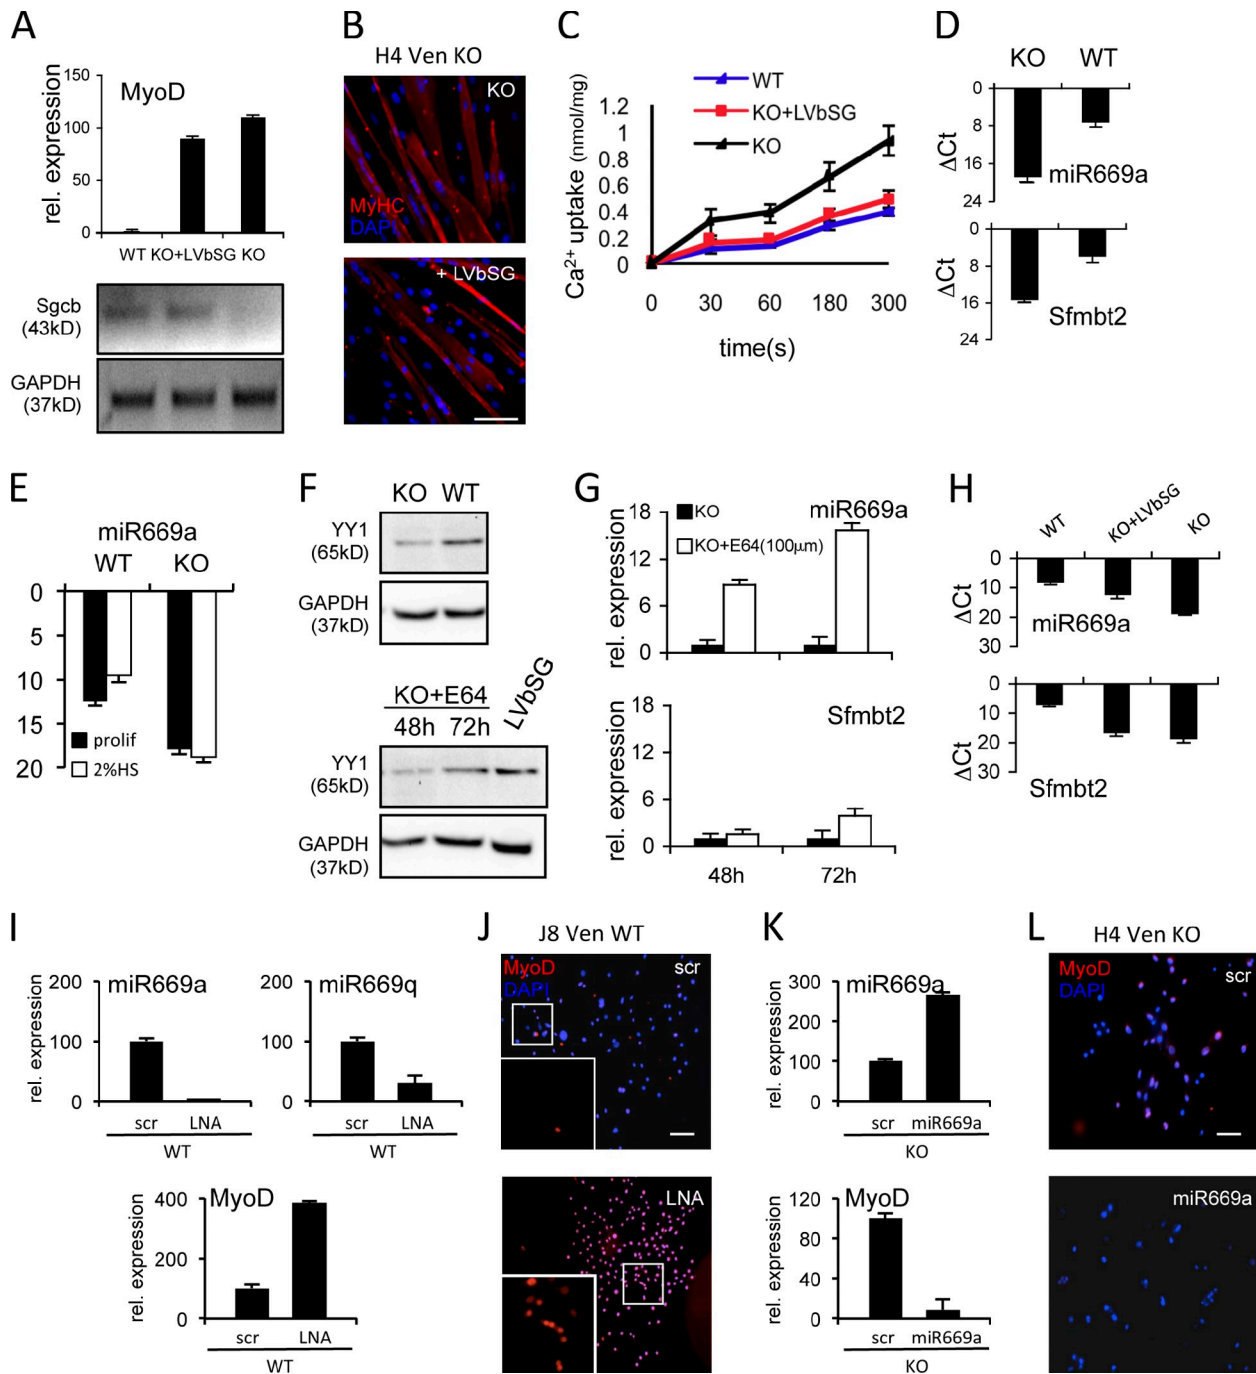 A
MyoD
rel. expression
150
100
50
0
WT KO+LVbSG KO
Sgcb
(43kD)
GAPDH
(37kD)
B
H4 Ven KO
KO
MyHC
DAPI
+ LVbSG
C
WT
KO+LVbSG
KO
Ca2+ uptake (nmol/mg)
1.2
1
0.8
0.6
0.4
0.2
0
0 30 60 180 300
time(s)
D
KO WT
ΔCt
0
8
16
24
miR669a
ΔCt
0
8
16
24
Sfmbt2
E
miR669a
WT KO
0
5
10
15
20
prolif
2%HS
F
KO WT
YY1
(65kD)
GAPDH
(37kD)
KO+E64
48h 72h LVbSG
YY1
(65kD)
GAPDH
(37kD)
G
KO
KO+E64(100μm)
miR669a
rel. expression
18
12
6
0
Sfmbt2
rel. expression
18
12
6
0
48h 72h
H
WT KO+LVbSG KO
ΔCt
0
10
20
30
miR669a
ΔCt
0
10
20
30
Sfmbt2
I
miR669a
rel. expression
200
100
0
scr LNA
WT
miR669q
200
100
0
scr LNA
WT
MyoD
rel. expression
400
200
0
scr LNA
WT
J
J8 Ven WT
MyoD
DAPI
scr
LNA
K
miR669a
rel. expression
300
200
100
0
scr miR669a
KO
MyoD
rel. expression
120
80
40
0
scr miR669a
KO
L
H4 Ven KO
MyoD
DAPI
scr
miR669a